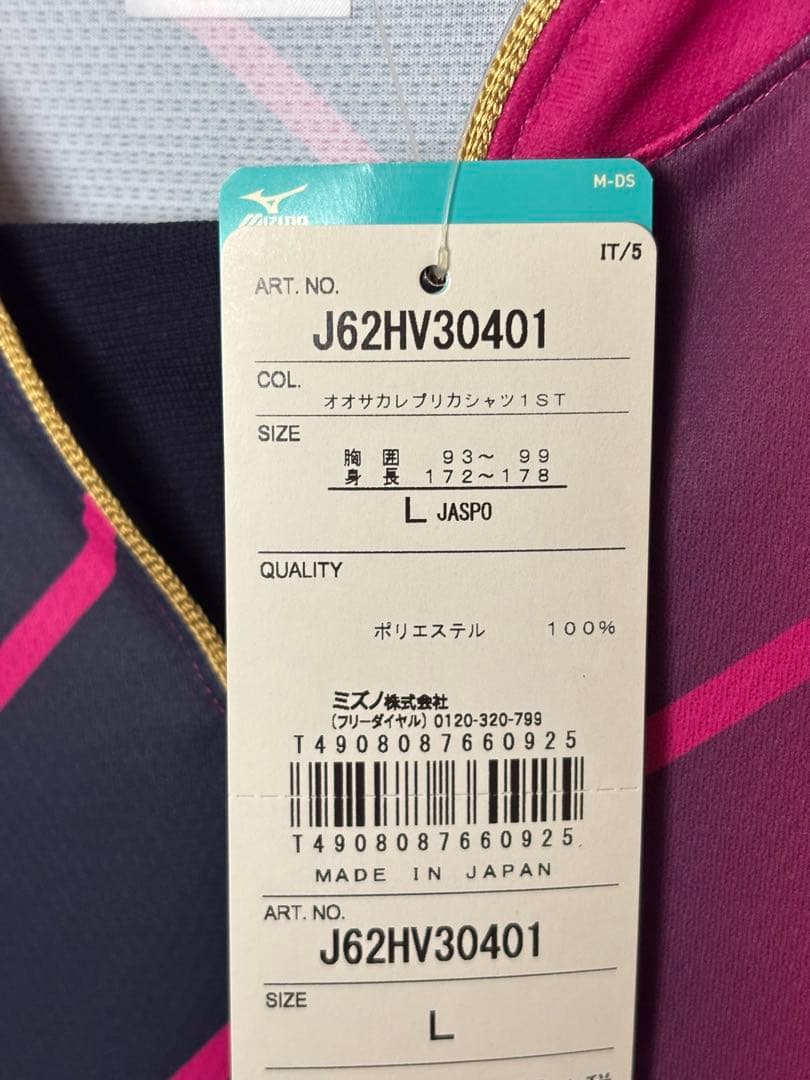 M-DS
MIZUNO
IT/5
ART. NO.
J62HV30401
COL.
オオサカレプリカシャツ1ST
SIZE
胸 囲 93～ 99
身 長 172～178
L JASPO
QUALITY
ポリエステル 100%
ミズノ株式会社
(フリーダイヤル) 0120-320-799
T4908087660925
T4908087660925
MADE IN JAPAN
ART. NO.
J62HV30401
SIZE
L